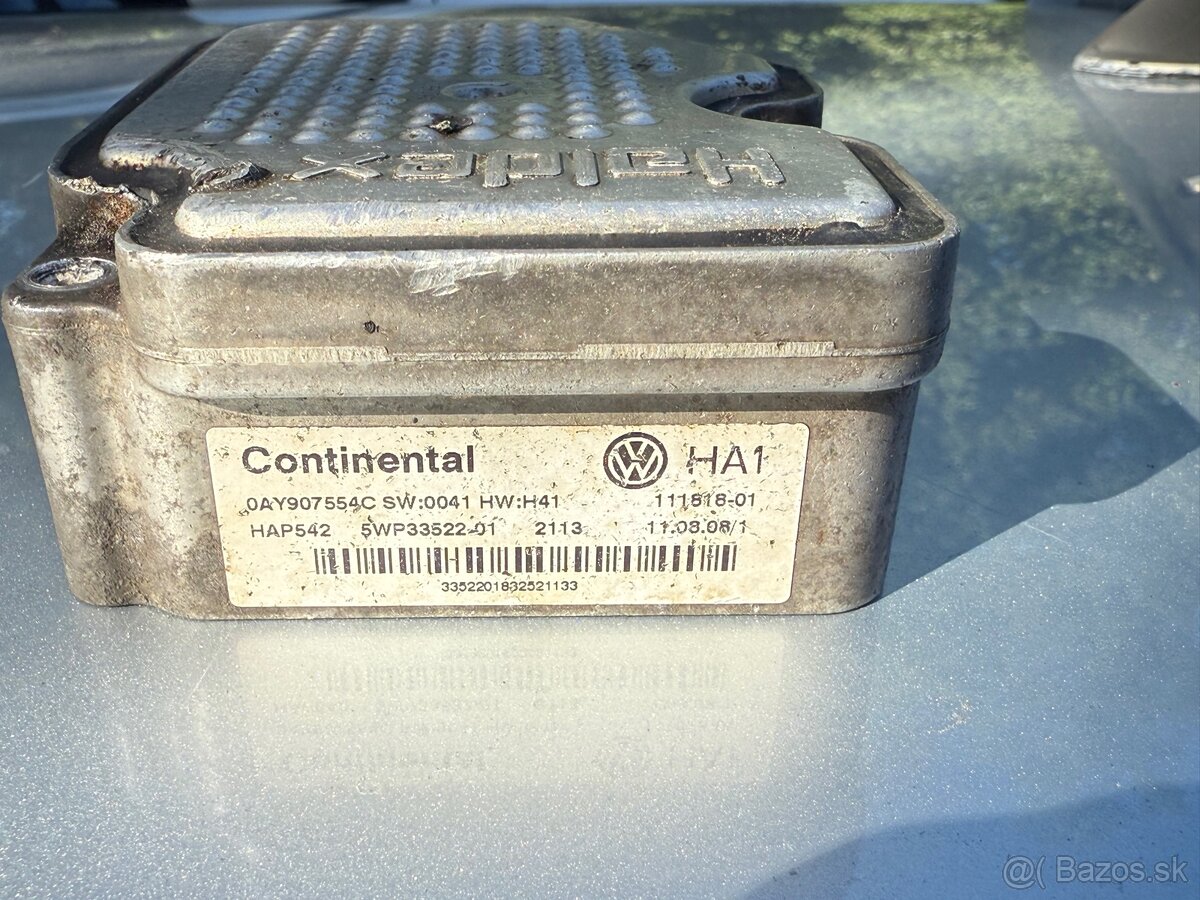 Haldex
Continental HA1
0AY907554C SW:0041 HW:H41 111818-01
HAP542 5WP33522-01 2113 11.08.08/1
3352201832521133
@( Bazos.sk